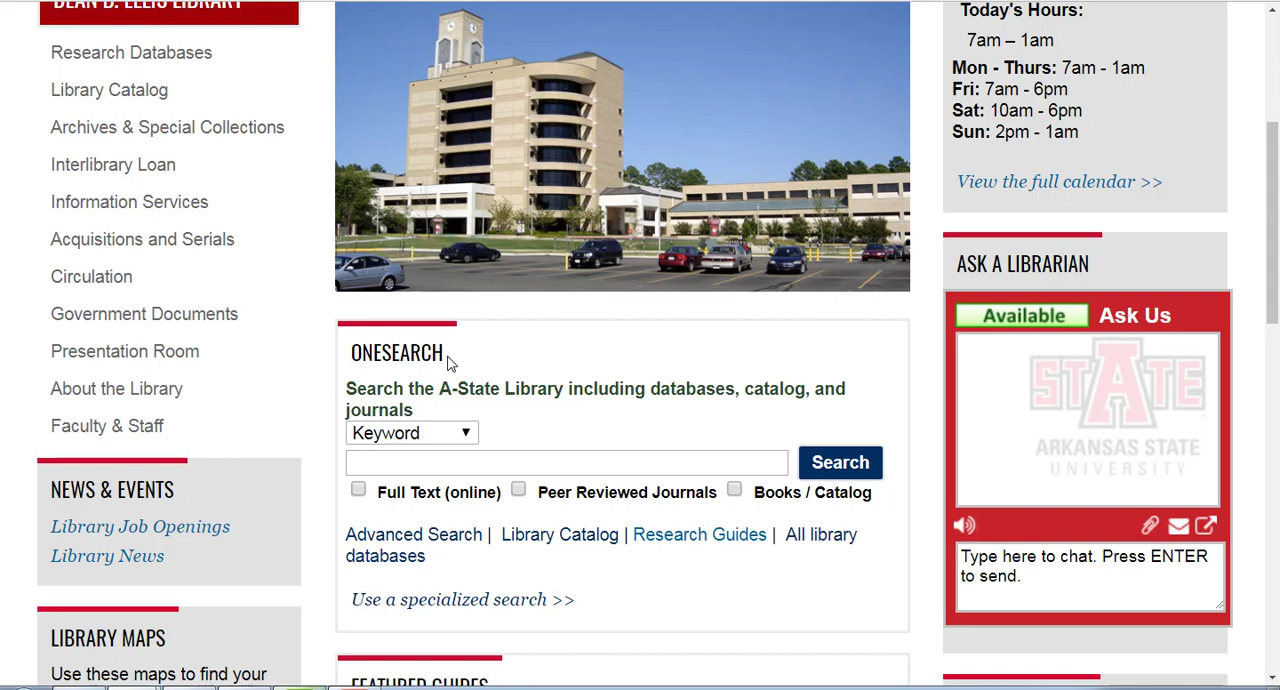 DEAN B. ELLIS LIBRARY
Research Databases
Library Catalog
Archives & Special Collections
Interlibrary Loan
Information Services
Acquisitions and Serials
Circulation
Government Documents
Presentation Room
About the Library
Faculty & Staff
NEWS & EVENTS
Library Job Openings
Library News
LIBRARY MAPS
Use these maps to find your
ONESEARCH
Search the A-State Library including databases, catalog, and
journals
Keyword
Search
Full Text (online) Peer Reviewed Journals Books / Catalog
Advanced Search | Library Catalog | Research Guides | All library
databases
Use a specialized search >>
FEATURED GUIDES
Today's Hours:
7am – 1am
Mon - Thurs: 7am - 1am
Fri: 7am - 6pm
Sat: 10am - 6pm
Sun: 2pm - 1am
View the full calendar >>
ASK A LIBRARIAN
Available Ask Us
STATE
ARKANSAS STATE
UNIVERSITY
Type here to chat. Press ENTER
to send.